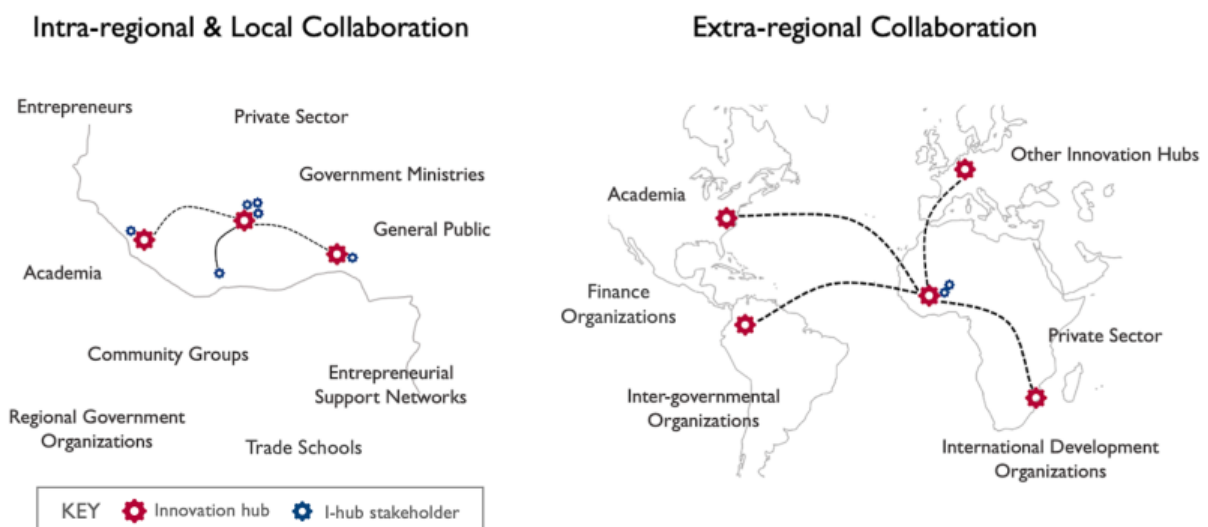 Intra-regional & Local Collaboration
Entrepreneurs
Private Sector
Government Ministries
General Public
Academia
Community Groups
Entrepreneurial
Support Networks
Regional Government
Organizations
Trade Schools
KEY
Innovation hub
I-hub stakeholder
Extra-regional Collaboration
Other Innovation Hubs
Academia
Finance
Organizations
Private Sector
Inter-governmental
Organizations
International Development
Organizations